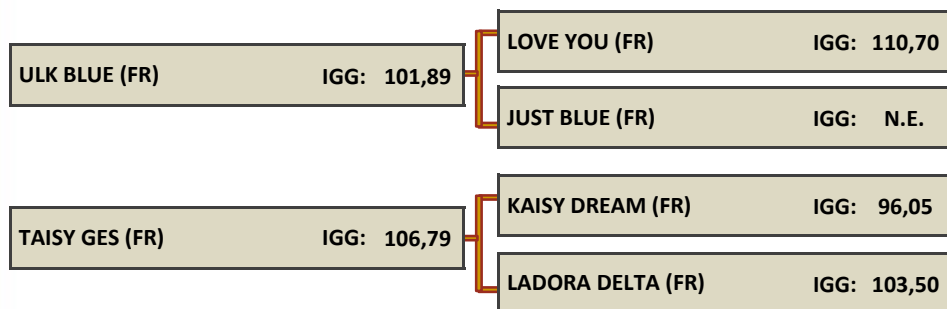 LOVE YOU (FR) IGG: 110,70
ULK BLUE (FR) IGG: 101,89
JUST BLUE (FR) IGG: N.E.
KAISY DREAM (FR) IGG: 96,05
TAISY GES (FR) IGG: 106,79
LADORA DELTA (FR) IGG: 103,50